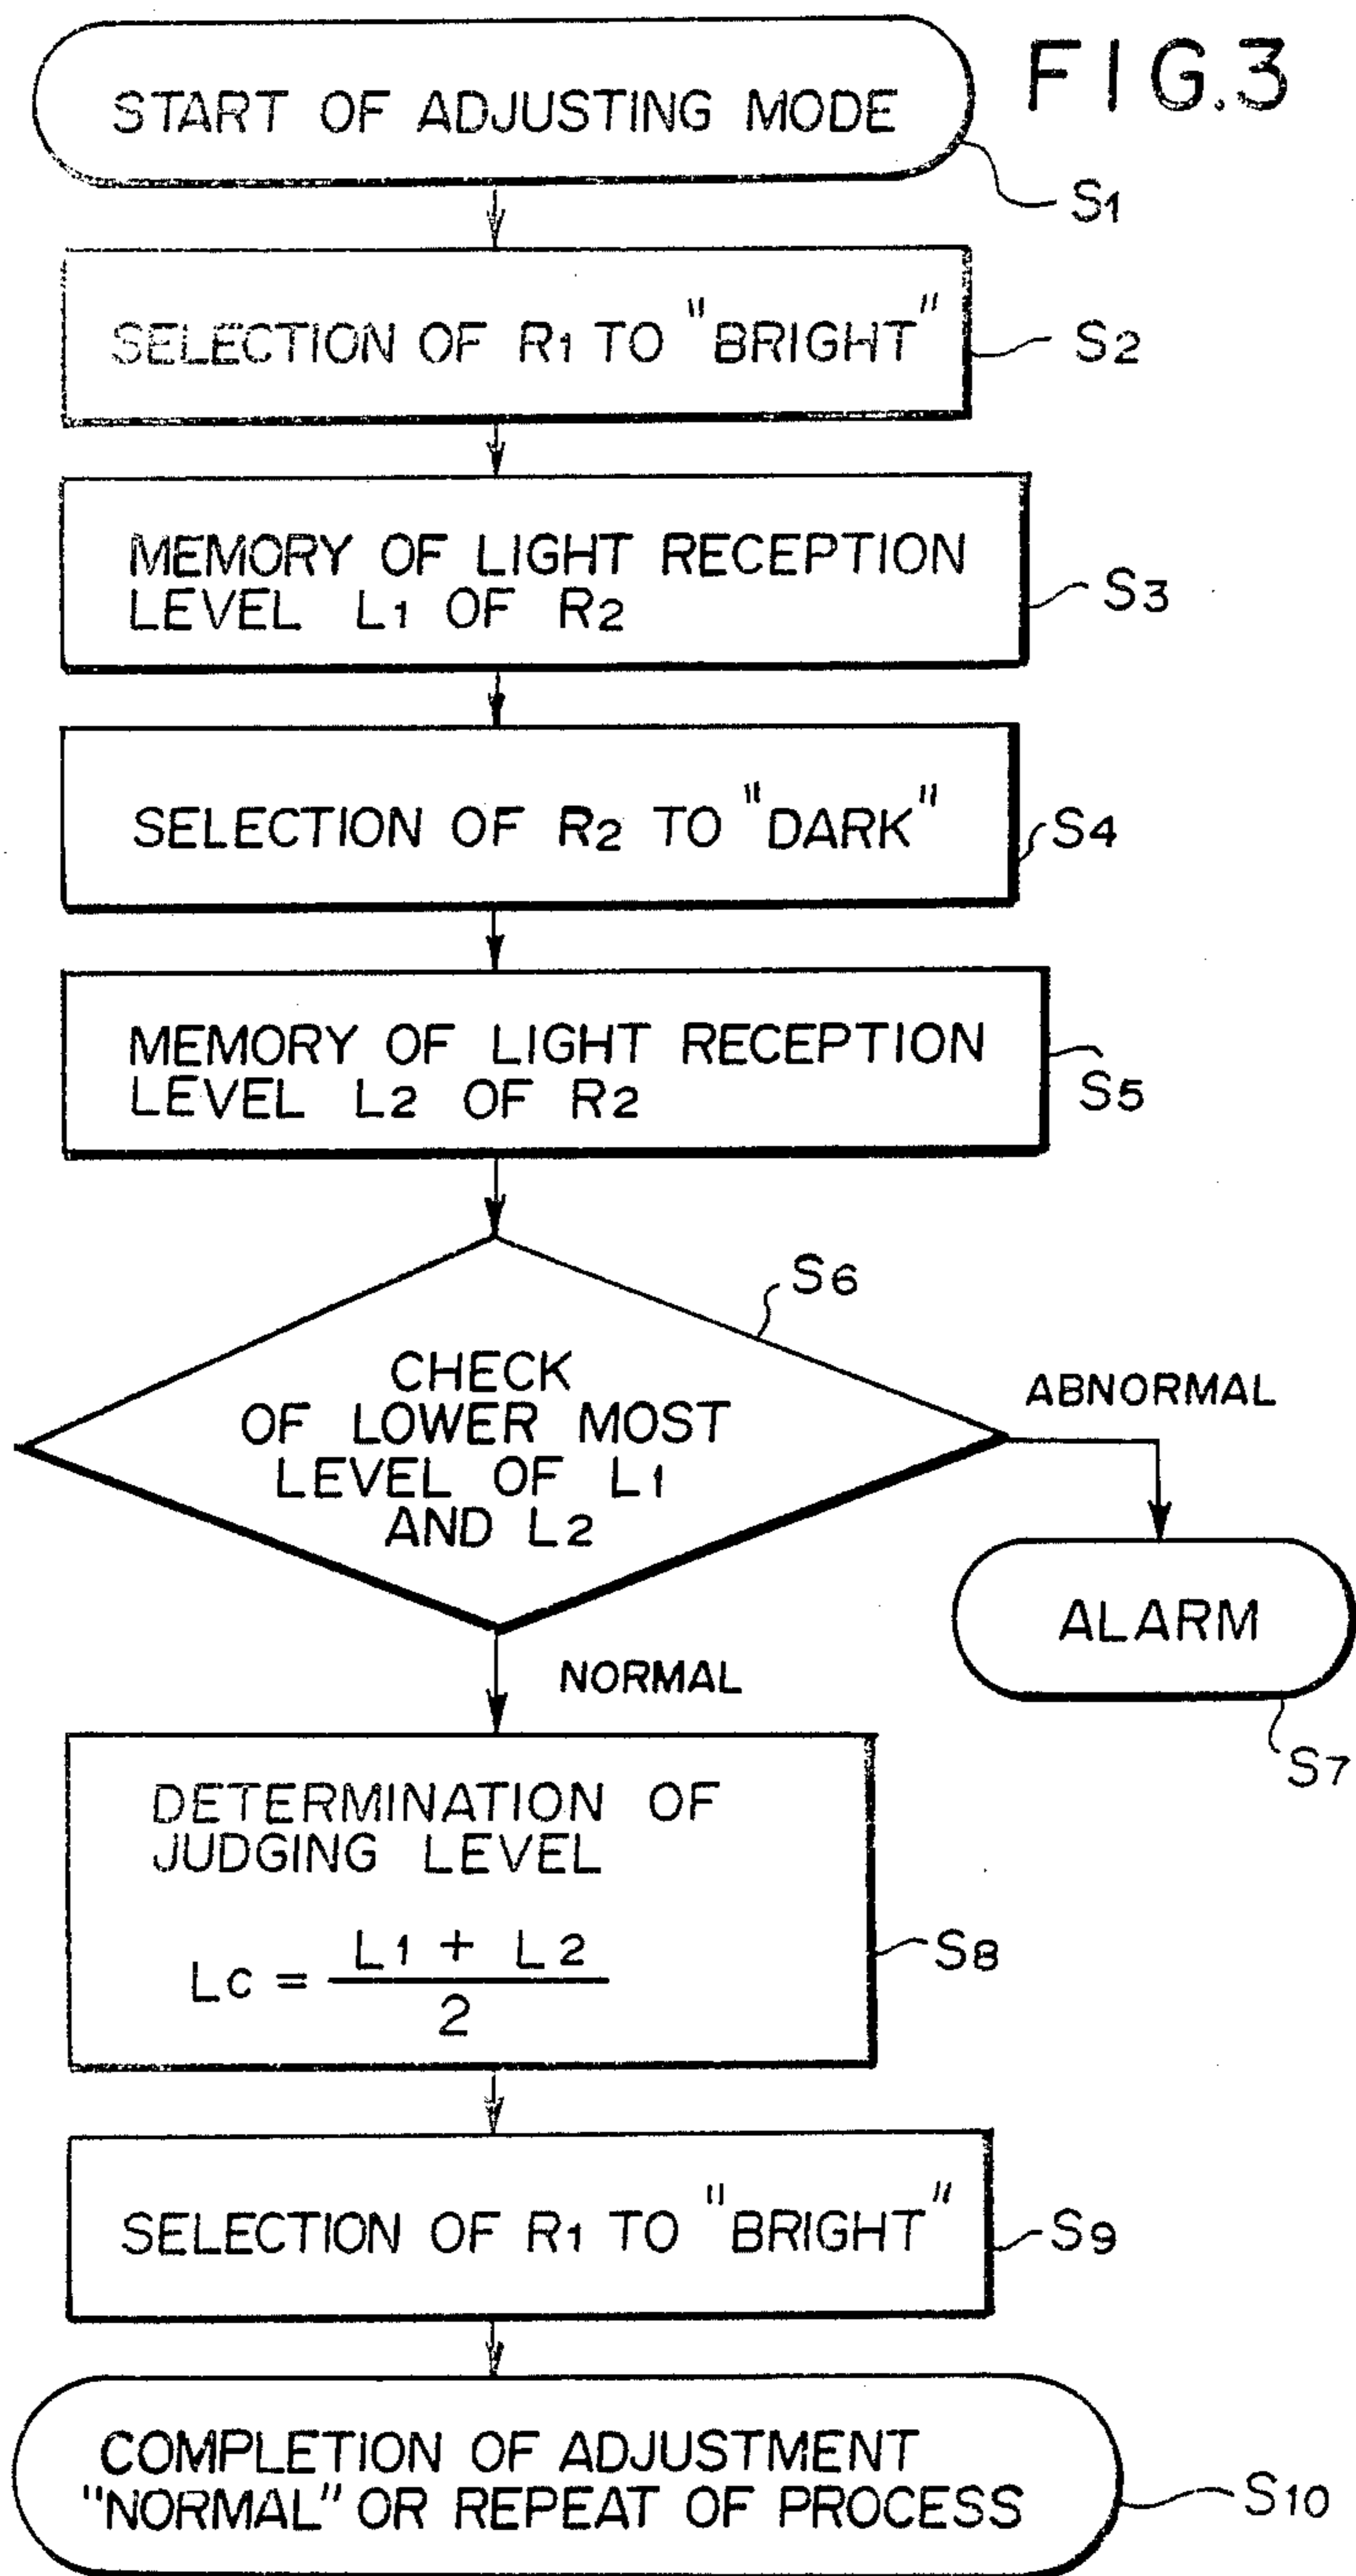 FIG.3
START OF ADJUSTING MODE
S1
SELECTION OF R1 TO "BRIGHT"
S2
MEMORY OF LIGHT RECEPTION
LEVEL L1 OF R2
S3
SELECTION OF R2 TO "DARK"
S4
MEMORY OF LIGHT RECEPTION
LEVEL L2 OF R2
S5
S6
CHECK
OF LOWER MOST
LEVEL OF L1
AND L2
ABNORMAL
ALARM
S7
NORMAL
DETERMINATION OF
JUDGING LEVEL
Lc = (L1 + L2) / 2
S8
SELECTION OF R1 TO "BRIGHT"
S9
COMPLETION OF ADJUSTMENT
"NORMAL" OR REPEAT OF PROCESS
S10